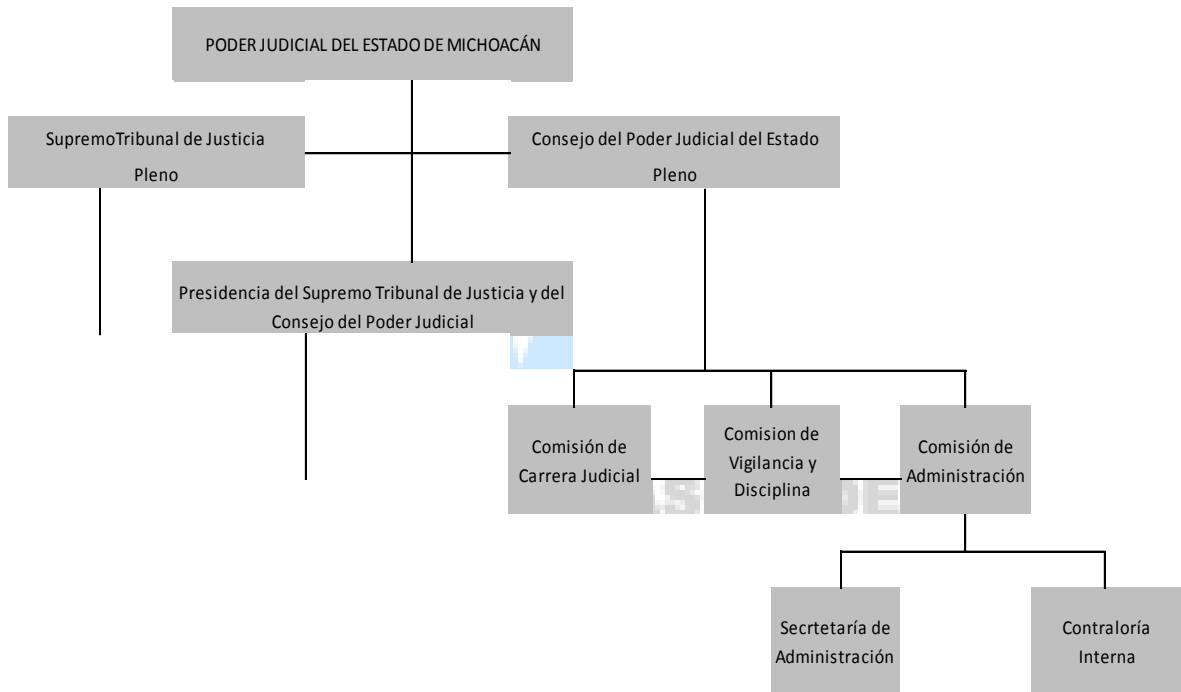 PODER JUDICIAL DEL ESTADO DE MICHOACÁN
SupremoTribunal de Justicia
Pleno
Consejo del Poder Judicial del Estado
Pleno
Presidencia del Supremo Tribunal de Justicia y del
Consejo del Poder Judicial
Comisión de
Carrera Judicial
Comision de
Vigilancia y
Disciplina
Comisión de
Administración
Secrtetaría de
Administración
Contraloría
Interna